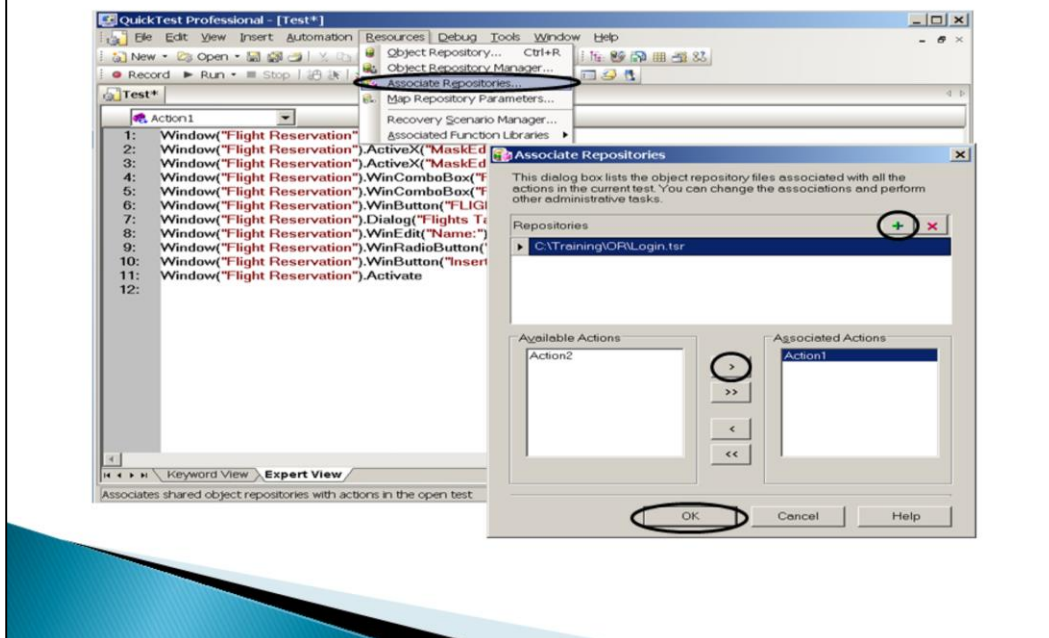 QuickTest Professional - [Test*]
File Edit View Insert Automation Resources Debug Tools Window Help
New Open
Record Run Stop
Object Repository... Ctrl+R
Object Repository Manager...
Associate Repositories...
Map Repository Parameters...
Recovery Scenario Manager...
Associated Function Libraries
Test*
Action1
1: Window("Flight Reservation"
2: Window("Flight Reservation").ActiveX("MaskEd
3: Window("Flight Reservation").ActiveX("MaskEd
4: Window("Flight Reservation").WinComboBox("F
5: Window("Flight Reservation").WinComboBox("F
6: Window("Flight Reservation").WinButton("FLIG
7: Window("Flight Reservation").Dialog("Flights Ta
8: Window("Flight Reservation").WinEdit("Name:")
9: Window("Flight Reservation").WinRadioButton("
10: Window("Flight Reservation").WinButton("Insert
11: Window("Flight Reservation").Activate
12:
Keyword View Expert View
Associates shared object repositories with actions in the open test
Associate Repositories
This dialog box lists the object repository files associated with all the
actions in the current test. You can change the associations and perform
other administrative tasks.
Repositories
C:\Training\OR\Login.tsr
Available Actions
Action2
>
>>
<
<<
Associated Actions
Action1
OK Cancel Help